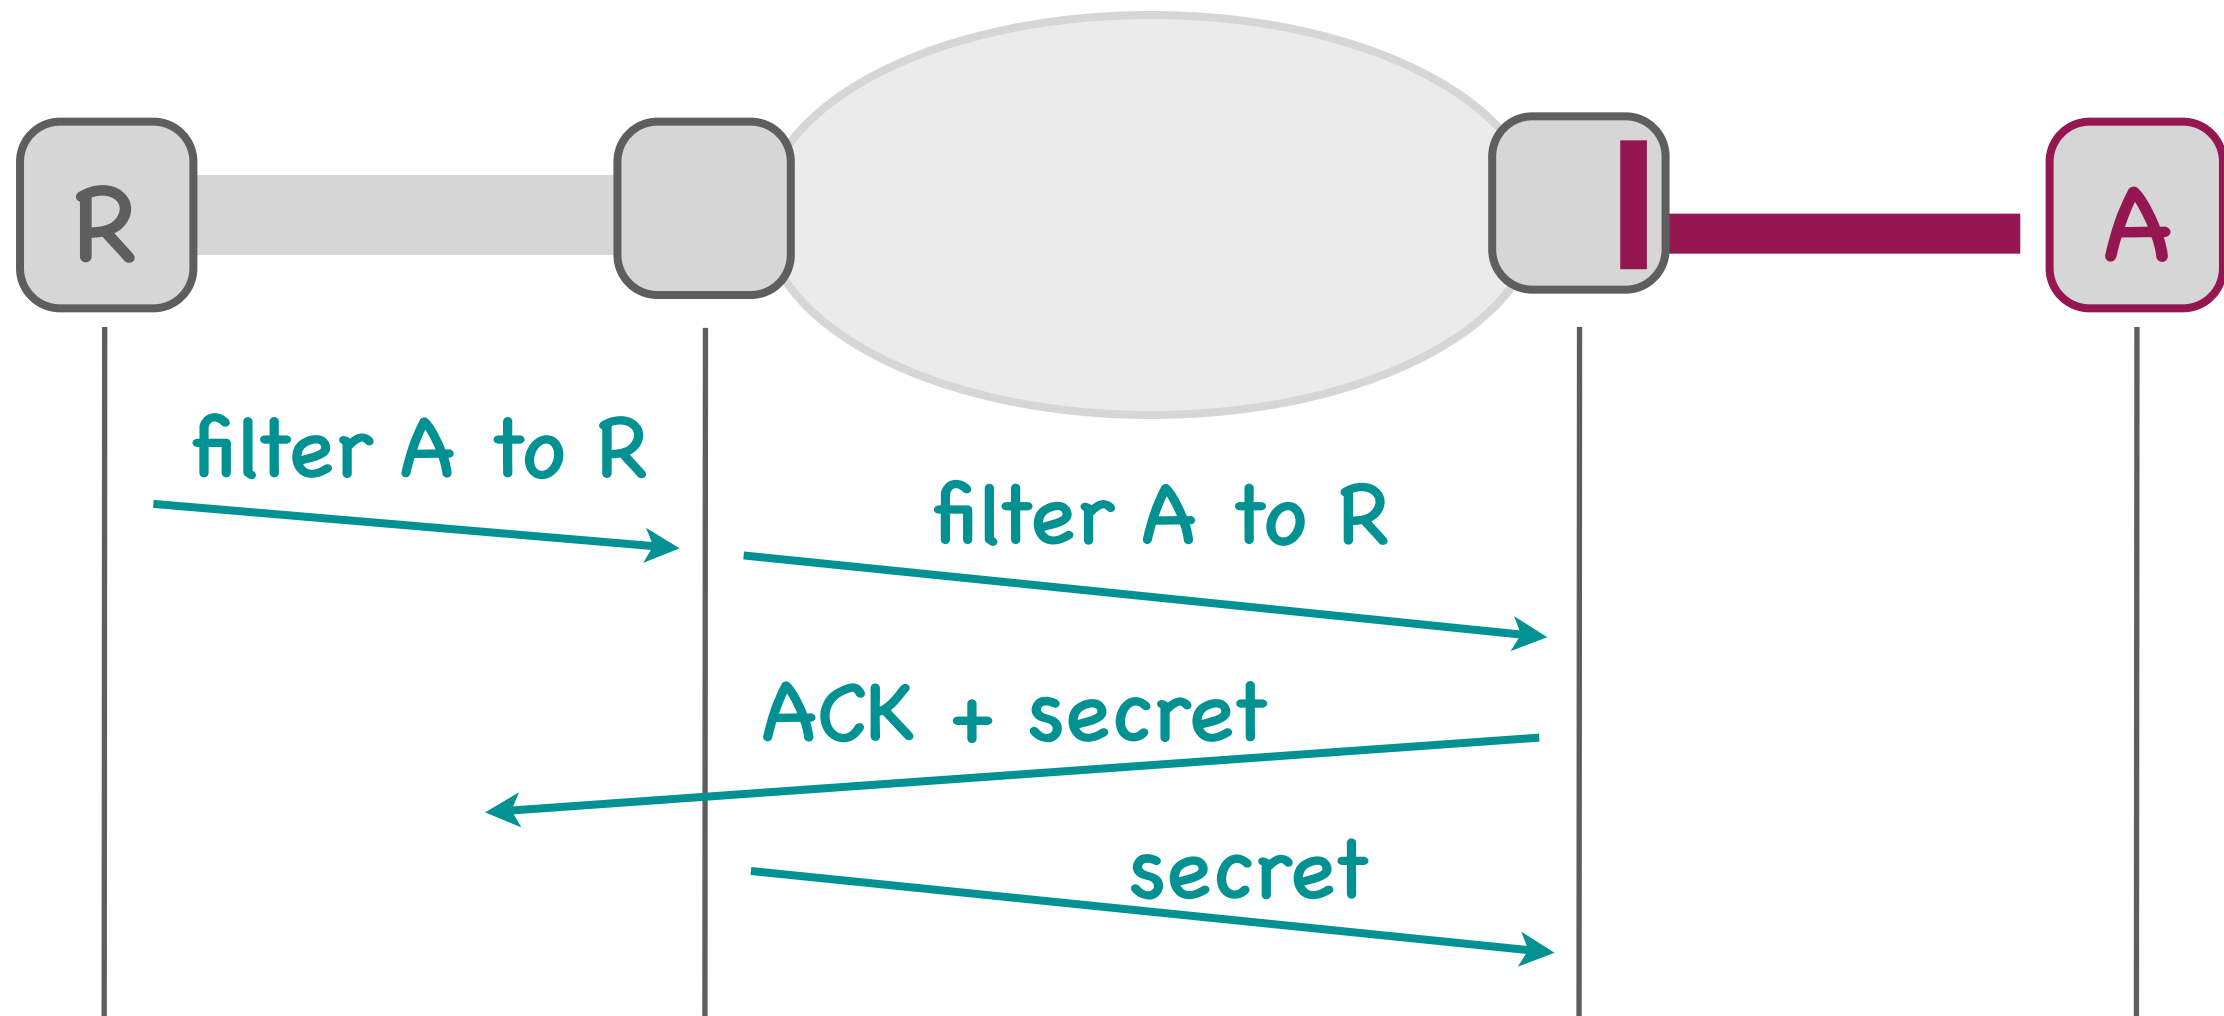 R
A
filter A to R
filter A to R
ACK + secret
secret